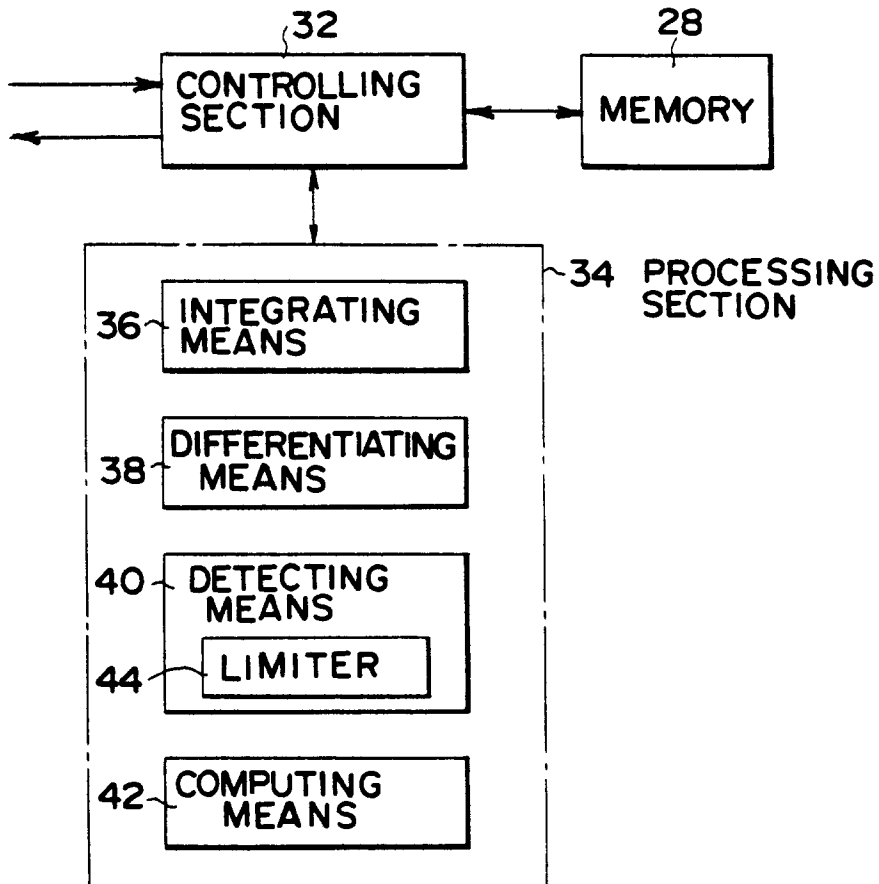 32
28
CONTROLLING
SECTION
MEMORY
34 PROCESSING
SECTION
36
INTEGRATING
MEANS
38
DIFFERENTIATING
MEANS
40
DETECTING
MEANS
44
LIMITER
42
COMPUTING
MEANS